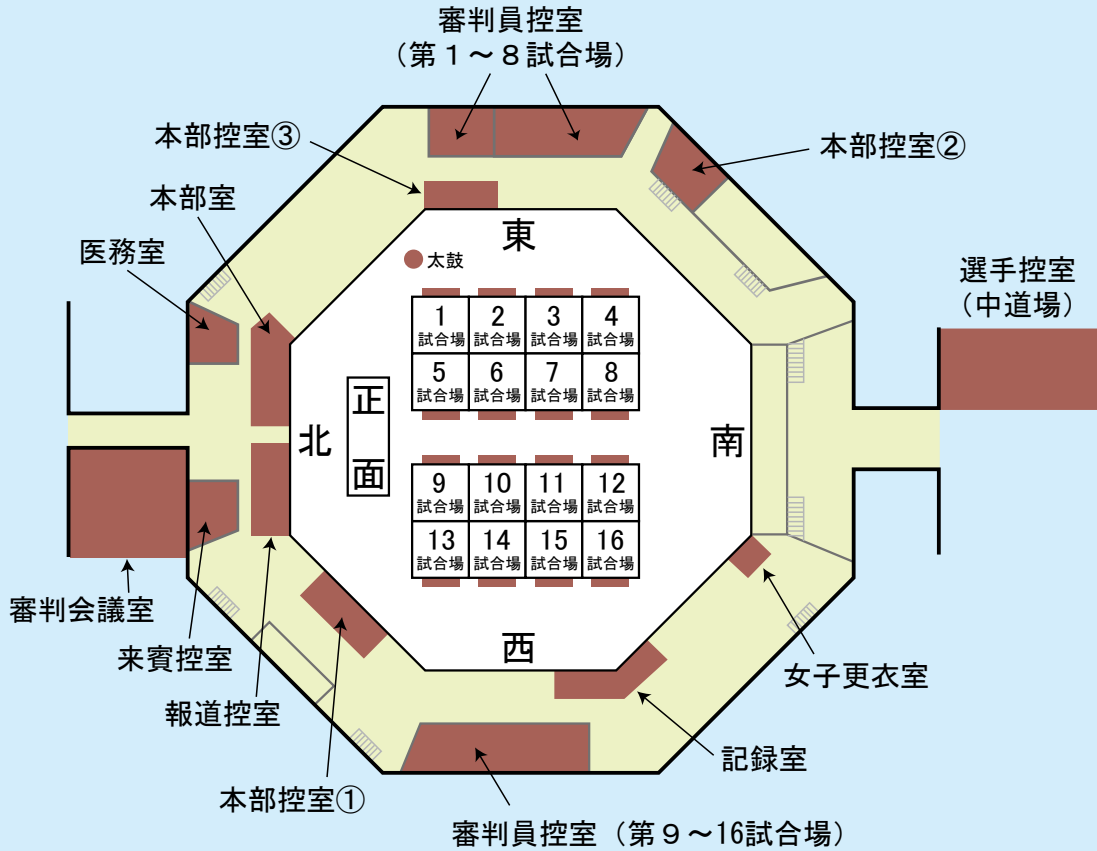 審判員控室
(第1～8試合場)
本部控室③
本部控室②
本部室
医務室
選手控室
(中道場)
東
太鼓
1
試合場
2
試合場
3
試合場
4
試合場
5
試合場
6
試合場
7
試合場
8
試合場
北
正
面
南
9
試合場
10
試合場
11
試合場
12
試合場
13
試合場
14
試合場
15
試合場
16
試合場
西
審判会議室
来賓控室
報道控室
本部控室①
女子更衣室
記録室
審判員控室(第9～16試合場)